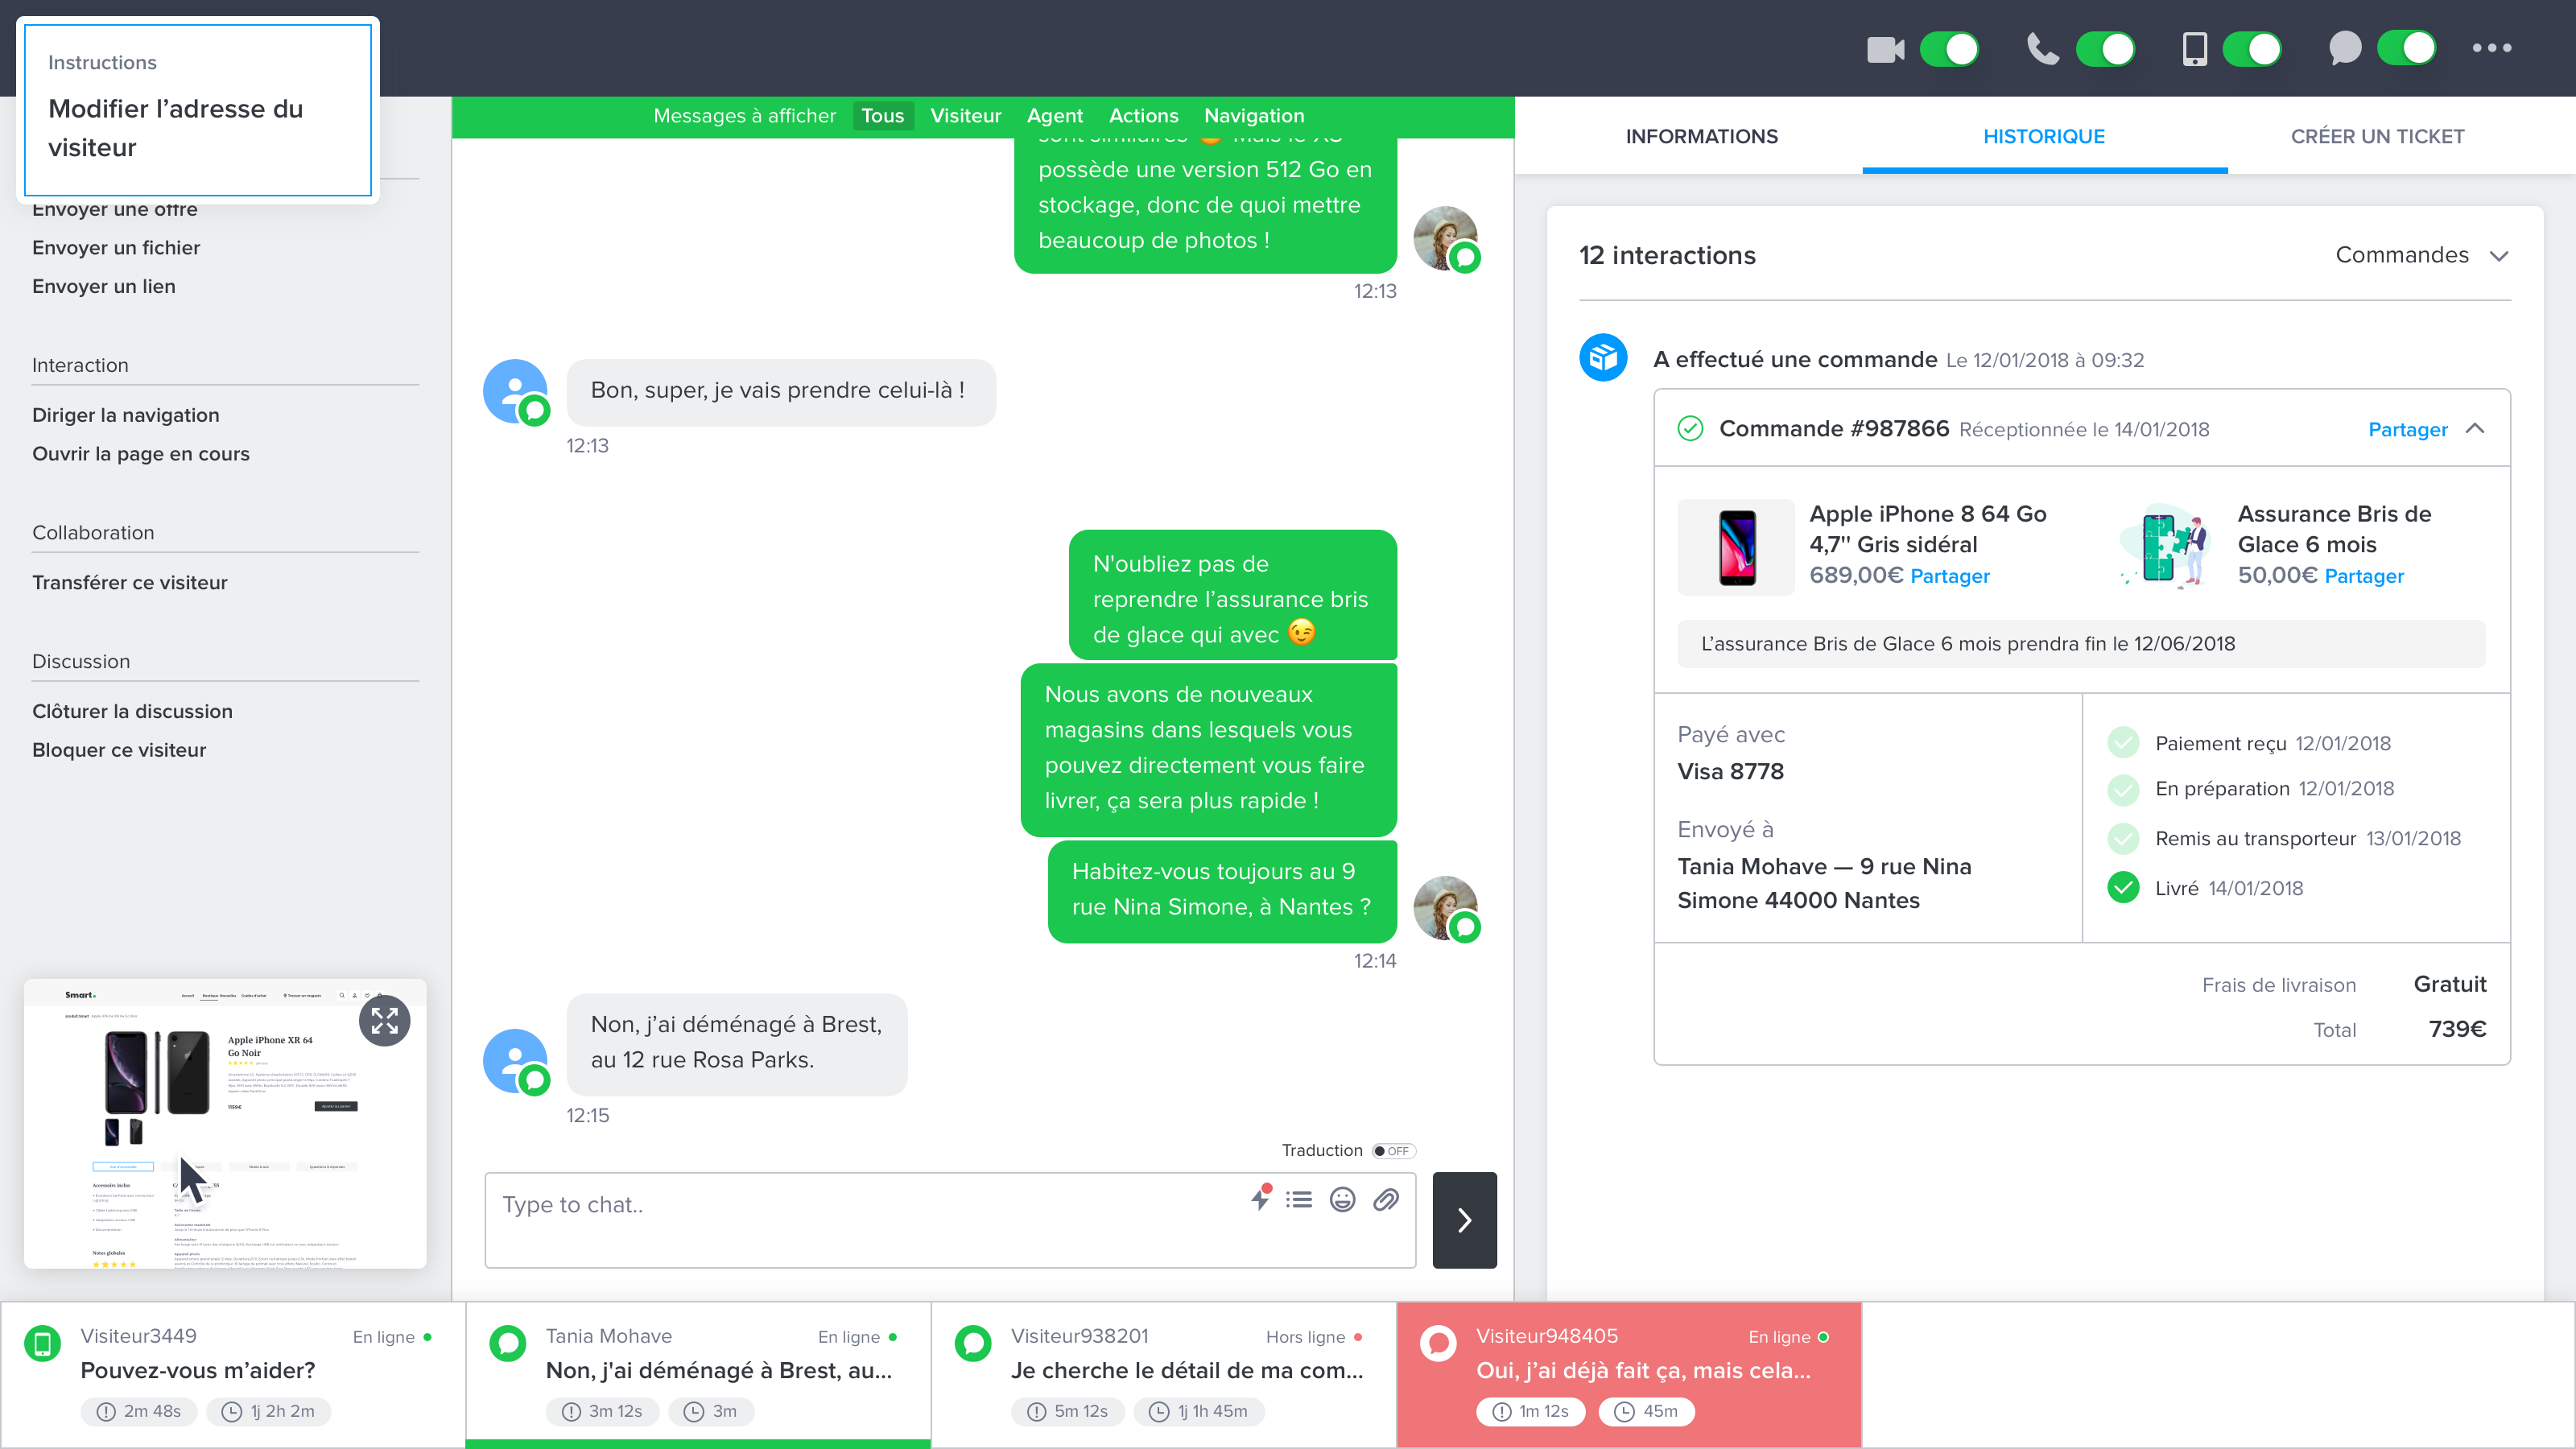 Instructions
Modifier l’adresse du
visiteur
Envoyer une offre
Envoyer un fichier
Envoyer un lien
Interaction
Diriger la navigation
Ouvrir la page en cours
Collaboration
Transférer ce visiteur
Discussion
Clôturer la discussion
Bloquer ce visiteur
Smart.
Apple iPhone XR 64
Go Noir
1159€
Accessoires inclus
Notes globales
Messages à afficher Tous Visiteur Agent Actions Navigation
sont similaires 😉 Mais le XS
possède une version 512 Go en
stockage, donc de quoi mettre
beaucoup de photos !
12:13
Bon, super, je vais prendre celui-là !
12:13
N'oubliez pas de
reprendre l’assurance bris
de glace qui avec 😉
Nous avons de nouveaux
magasins dans lesquels vous
pouvez directement vous faire
livrer, ça sera plus rapide !
Habitez-vous toujours au 9
rue Nina Simone, à Nantes ?
12:14
Non, j’ai déménagé à Brest,
au 12 rue Rosa Parks.
12:15
Traduction OFF
Type to chat..
INFORMATIONS HISTORIQUE CRÉER UN TICKET
12 interactions Commandes
A effectué une commande Le 12/01/2018 à 09:32
Commande #987866 Réceptionnée le 14/01/2018 Partager
Apple iPhone 8 64 Go
4,7'' Gris sidéral
689,00€ Partager
Assurance Bris de
Glace 6 mois
50,00€ Partager
L’assurance Bris de Glace 6 mois prendra fin le 12/06/2018
Payé avec
Visa 8778
Envoyé à
Tania Mohave — 9 rue Nina
Simone 44000 Nantes
Paiement reçu 12/01/2018
En préparation 12/01/2018
Remis au transporteur 13/01/2018
Livré 14/01/2018
Frais de livraison Gratuit
Total 739€
Visiteur3449 En ligne
Pouvez-vous m’aider?
2m 48s 1j 2h 2m
Tania Mohave En ligne
Non, j'ai déménagé à Brest, au...
3m 12s 3m
Visiteur938201 Hors ligne
Je cherche le détail de ma com...
5m 12s 1j 1h 45m
Visiteur948405 En ligne
Oui, j’ai déjà fait ça, mais cela...
1m 12s 45m